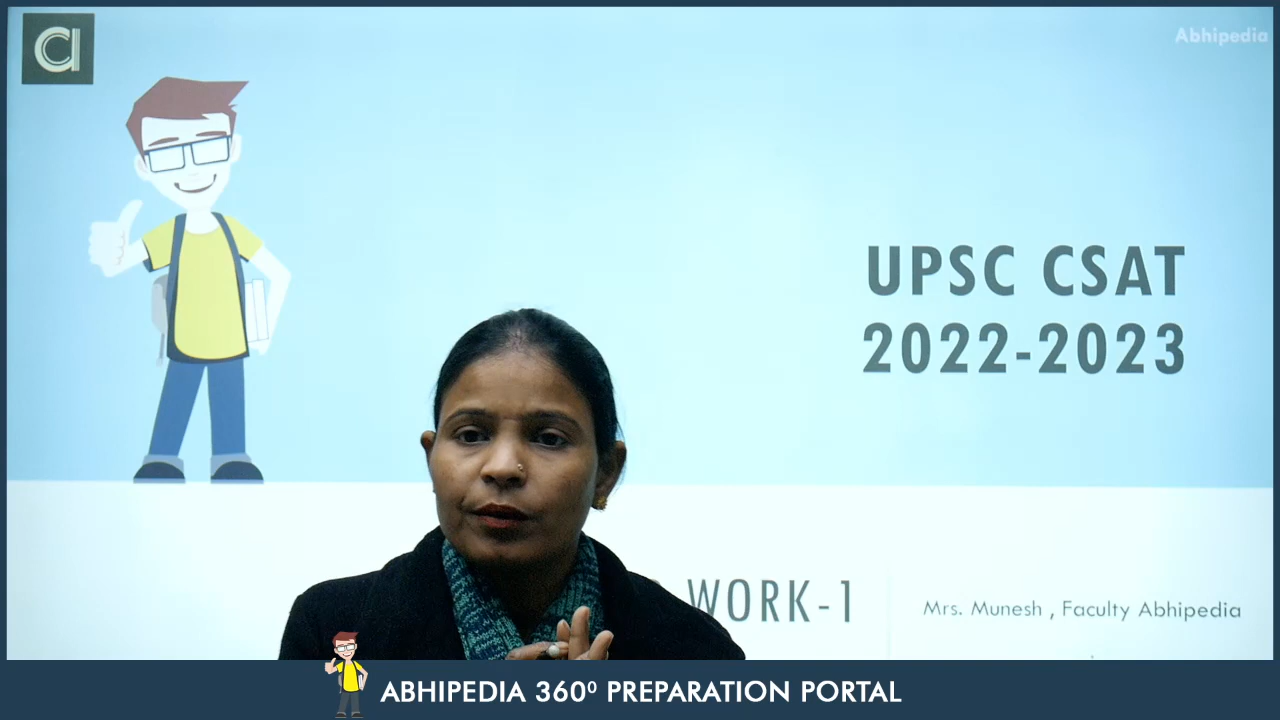 Abhipedia
UPSC CSAT
2022-2023
WORK-1
Mrs. Munesh , Faculty Abhipedia
ABHIPEDIA 360⁰ PREPARATION PORTAL